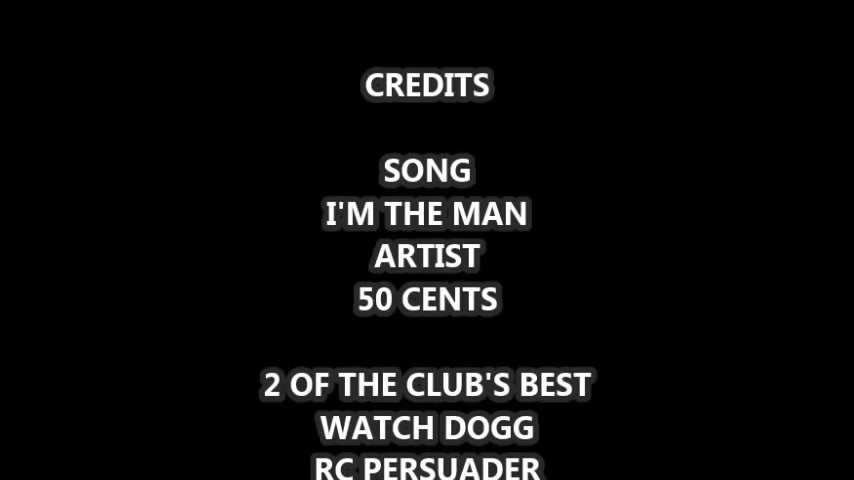 CREDITS
SONG
I'M THE MAN
ARTIST
50 CENTS
2 OF THE CLUB'S BEST
WATCH DOGG
RC PERSUADER